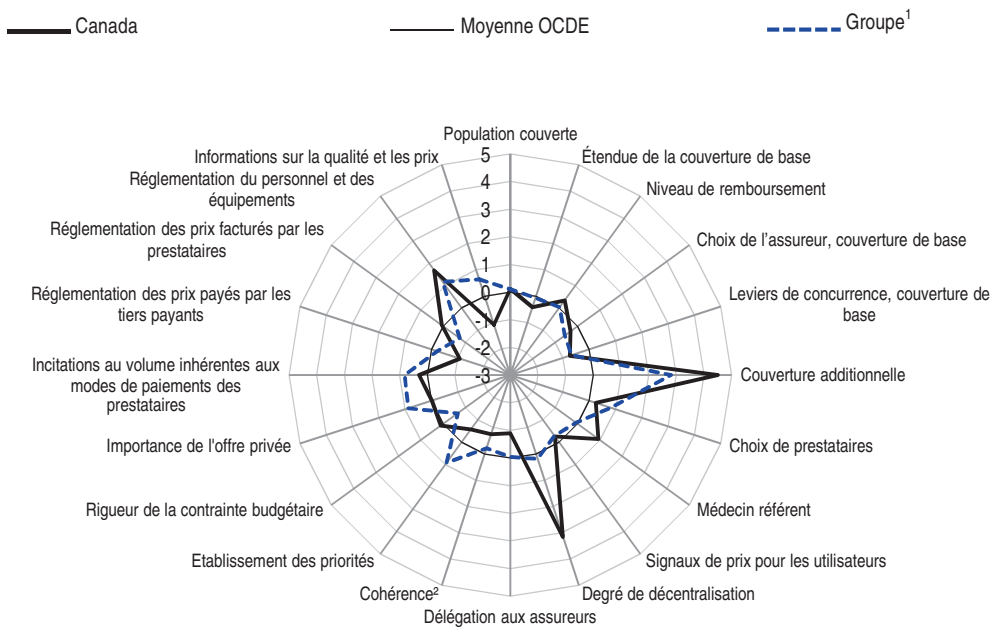 Canada
Moyenne OCDE
Groupe¹
Population couverte
Étendue de la couverture de base
Niveau de remboursement
Choix de l'assureur, couverture de base
Leviers de concurrence, couverture de
base
Couverture additionnelle
Choix de prestataires
Médecin référent
Signaux de prix pour les utilisateurs
Degré de décentralisation
Délégation aux assureurs
Cohérence²
Etablissement des priorités
Rigueur de la contrainte budgétaire
Importance de l'offre privée
Incitations au volume inhérentes aux
modes de paiements des
prestataires
Réglementation des prix payés par les
tiers payants
Réglementation des prix facturés par les
prestataires
Réglementation du personnel et des
équipements
Informations sur la qualité et les prix
5
4
3
2
1
0
-1
-2
-3